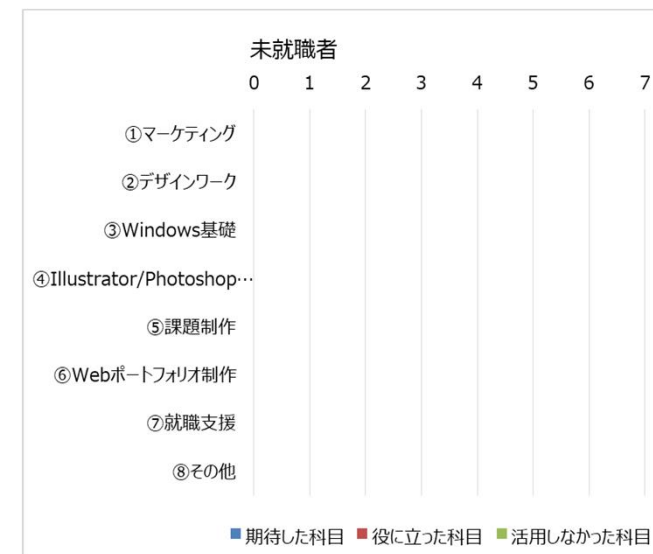 未就職者
0 1 2 3 4 5 6 7
①マーケティング
②デザインワーク
③Windows基礎
④Illustrator/Photoshop…
⑤課題制作
⑥Webポートフォリオ制作
⑦就職支援
⑧その他
期待した科目 役に立った科目 活用しなかった科目